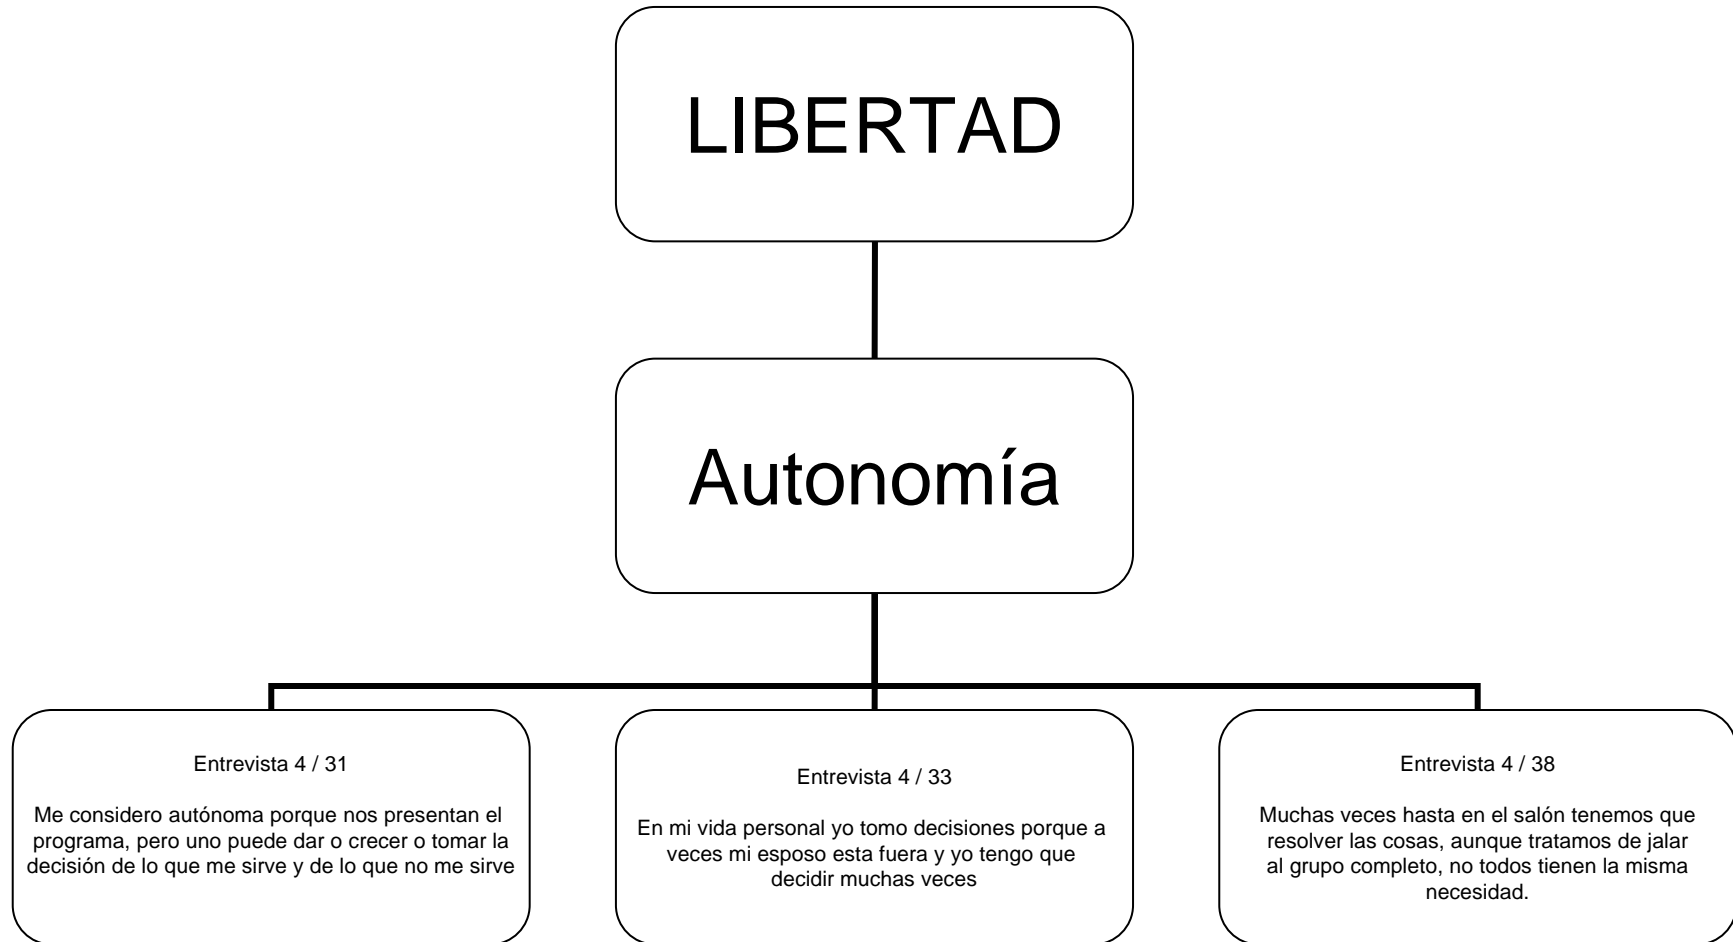 LIBERTAD
Autonomía
Entrevista 4 / 31
Me considero autónoma porque nos presentan el
programa, pero uno puede dar o crecer o tomar la
decisión de lo que me sirve y de lo que no me sirve
Entrevista 4 / 33
En mi vida personal yo tomo decisiones porque a
veces mi esposo esta fuera y yo tengo que
decidir muchas veces
Entrevista 4 / 38
Muchas veces hasta en el salón tenemos que
resolver las cosas, aunque tratamos de jalar
al grupo completo, no todos tienen la misma
necesidad.